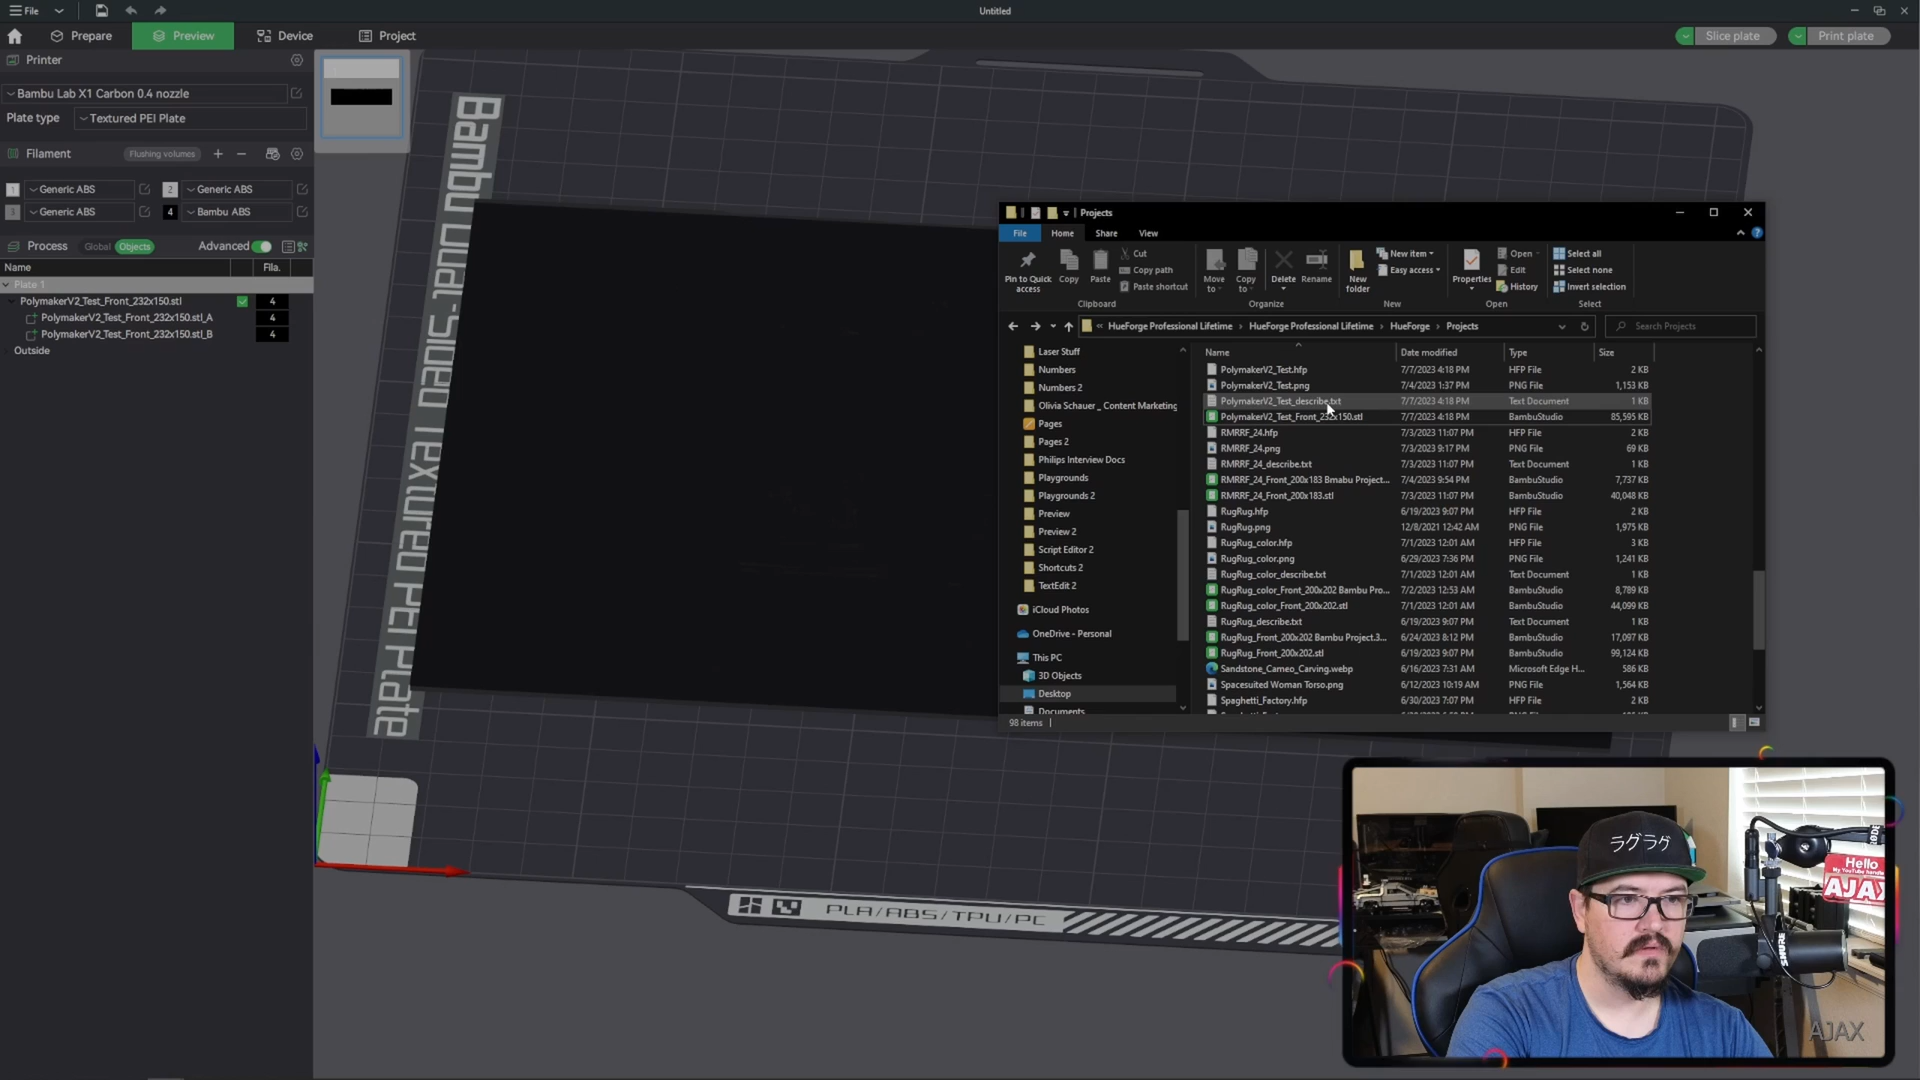 File
Untitled
Prepare
Preview
Device
Project
Slice plate
Print plate
Printer
Bambu Lab X1 Carbon 0.4 nozzle
Plate type
Textured PEI Plate
Filament
Flushing volumes
1
Generic ABS
2
Generic ABS
3
Generic ABS
4
Bambu ABS
Process
Global
Objects
Advanced
Name
Fila.
Plate 1
PolymakerV2_Test_Front_232x150.stl
4
PolymakerV2_Test_Front_232x150.stl_A
4
PolymakerV2_Test_Front_232x150.stl_B
4
Outside
Bambu Dual-Sided Textured PEI Plate
PLA/ABS/TPU/PC
Projects
File
Home
Share
View
Pin to Quick access
Copy
Paste
Cut
Copy path
Paste shortcut
Clipboard
Move to
Copy to
Delete
Rename
Organize
New folder
New item
Easy access
New
Properties
Open
Edit
History
Open
Select all
Select none
Invert selection
Select
« HueForge Professional Lifetime > HueForge Professional Lifetime > HueForge > Projects
Search Projects
Laser Stuff
Numbers
Numbers 2
Olivia Schauer _ Content Marketing
Pages
Pages 2
Philips Interview Docs
Playgrounds
Playgrounds 2
Preview
Preview 2
Script Editor 2
Shortcuts 2
TextEdit 2
iCloud Photos
OneDrive - Personal
This PC
3D Objects
Desktop
Documents
Name Date modified Type Size
PolymakerV2_Test.hfp 7/7/2023 4:18 PM HFP File 2 KB
PolymakerV2_Test.png 7/4/2023 1:37 PM PNG File 1,153 KB
PolymakerV2_Test_describe.txt 7/7/2023 4:18 PM Text Document 1 KB
PolymakerV2_Test_Front_232x150.stl 7/7/2023 4:18 PM BambuStudio 85,595 KB
RMRRF_24.hfp 7/3/2023 11:07 PM HFP File 2 KB
RMRRF_24.png 7/3/2023 9:17 PM PNG File 69 KB
RMRRF_24_describe.txt 7/3/2023 11:07 PM Text Document 1 KB
RMRRF_24_Front_200x183 Bmabu Project... 7/4/2023 9:54 PM BambuStudio 7,737 KB
RMRRF_24_Front_200x183.stl 7/3/2023 11:07 PM BambuStudio 40,048 KB
RugRug.hfp 6/19/2023 9:07 PM HFP File 2 KB
RugRug.png 12/8/2021 12:42 AM PNG File 1,975 KB
RugRug_color.hfp 7/1/2023 12:01 AM HFP File 3 KB
RugRug_color.png 6/29/2023 7:36 PM PNG File 1,241 KB
RugRug_color_describe.txt 7/1/2023 12:01 AM Text Document 1 KB
RugRug_color_Front_200x202 Bambu Pro... 7/2/2023 12:53 AM BambuStudio 8,789 KB
RugRug_color_Front_200x202.stl 7/1/2023 12:01 AM BambuStudio 44,099 KB
RugRug_describe.txt 6/19/2023 9:07 PM Text Document 1 KB
RugRug_Front_200x202 Bambu Project.3... 6/24/2023 8:12 PM BambuStudio 17,097 KB
RugRug_Front_200x202.stl 6/19/2023 9:07 PM BambuStudio 99,124 KB
Sandstone_Cameo_Carving.webp 6/16/2023 7:31 AM Microsoft Edge H... 586 KB
Spacesuited Woman Torso.png 6/12/2023 10:19 AM PNG File 1,564 KB
Spaghetti_Factory.hfp 6/30/2023 7:07 PM HFP File 2 KB
98 items
ラグラグ
Hello
My YouTube handle
AJAX
SHURE
RØDE
AJAX